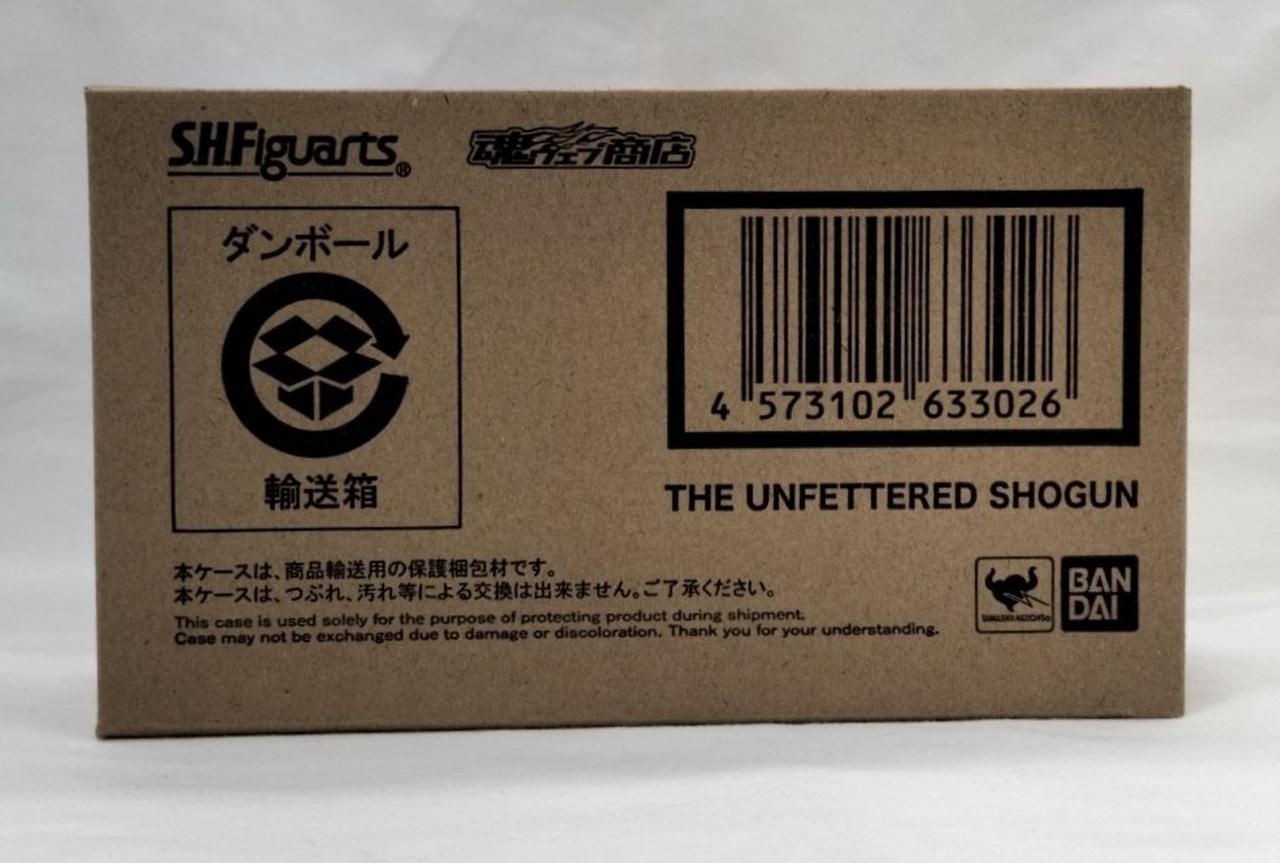 S.H.Figuarts®
魂ウェブ商店
ダンボール
輸送箱
4 573102 633026
THE UNFETTERED SHOGUN
本ケースは、商品輸送用の保護梱包材です。
本ケースは、つぶれ、汚れ等による交換は出来ません。ご了承ください。
This case is used solely for the purpose of protecting product during shipment.
Case may not be exchanged due to damage or discoloration. Thank you for your understanding.
TAMASHII NATIONS
BAN
DAI